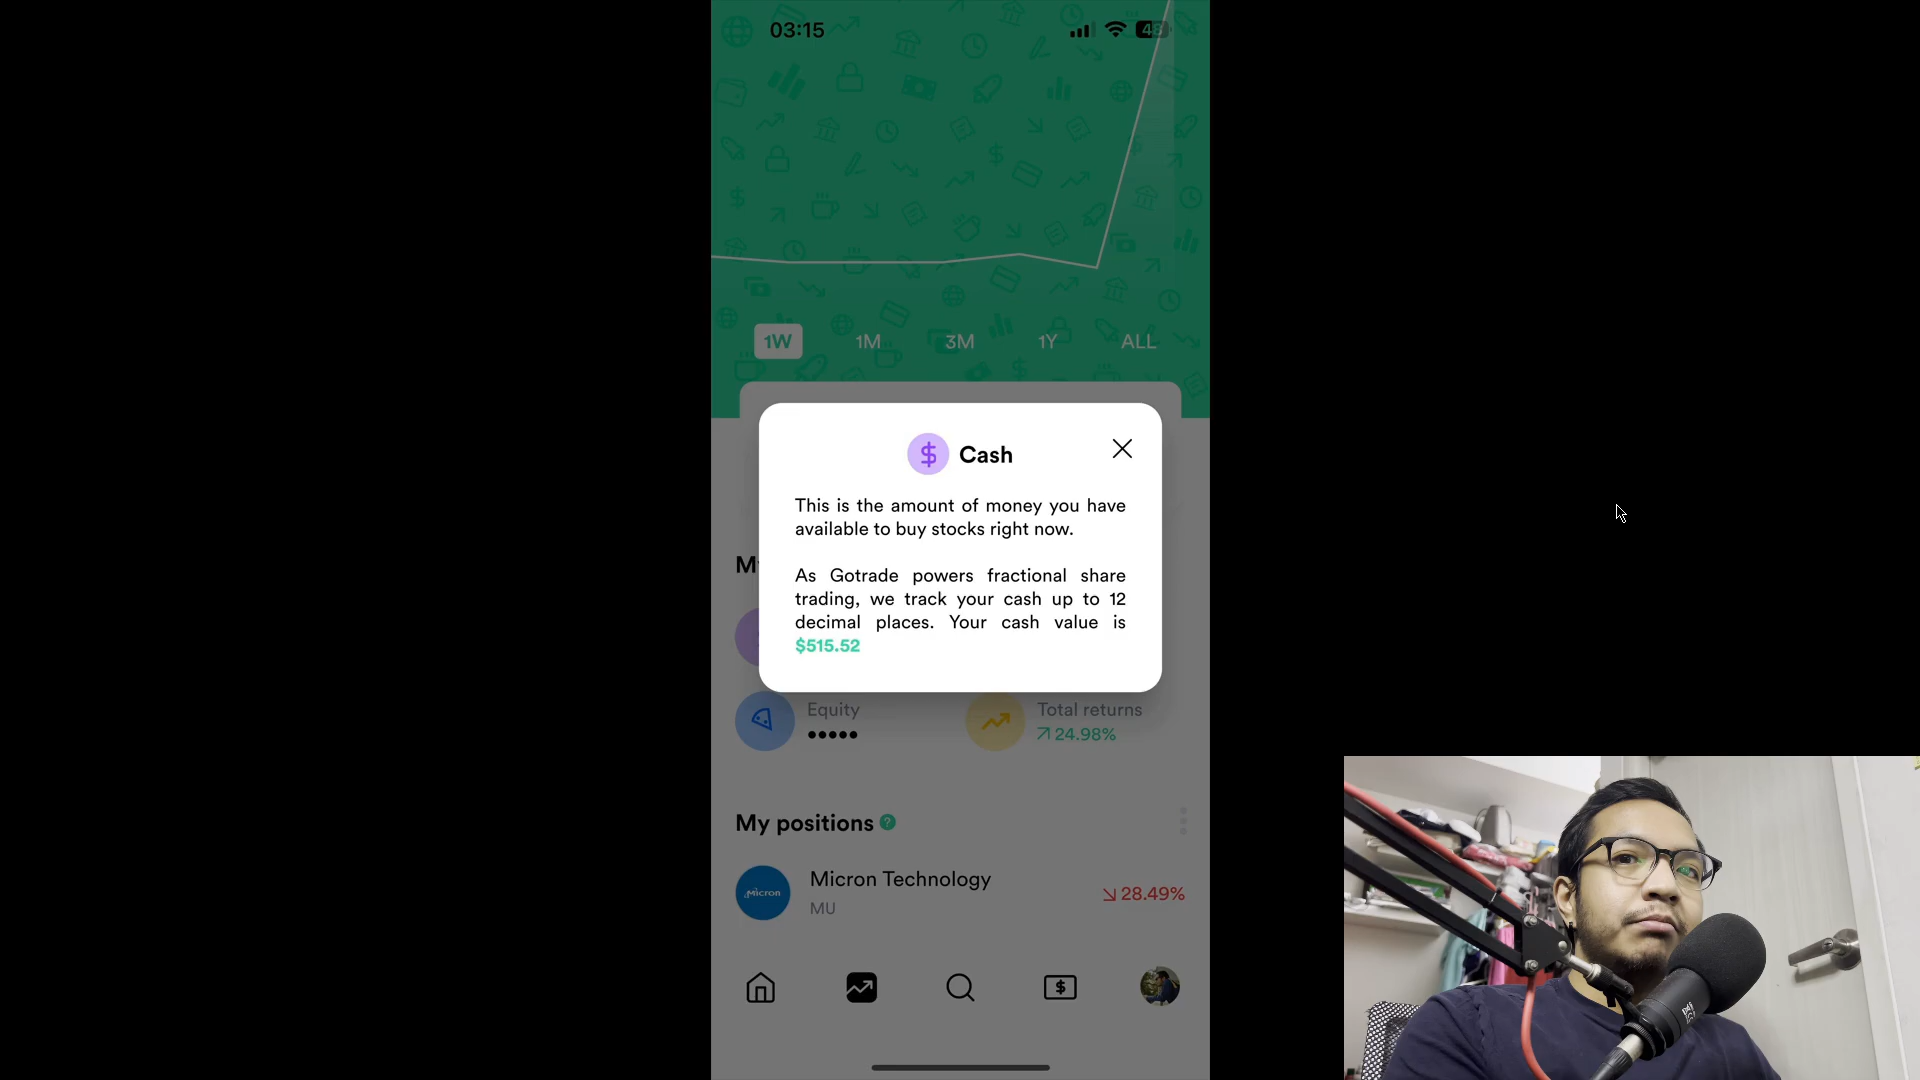 03:15
1W 1M 3M 1Y ALL
$ Cash
This is the amount of money you have
available to buy stocks right now.
As Gotrade powers fractional share
trading, we track your cash up to 12
decimal places. Your cash value is
$515.52
Equity
Total returns
24.98%
My positions ?
Micron
Micron Technology
MU
28.49%